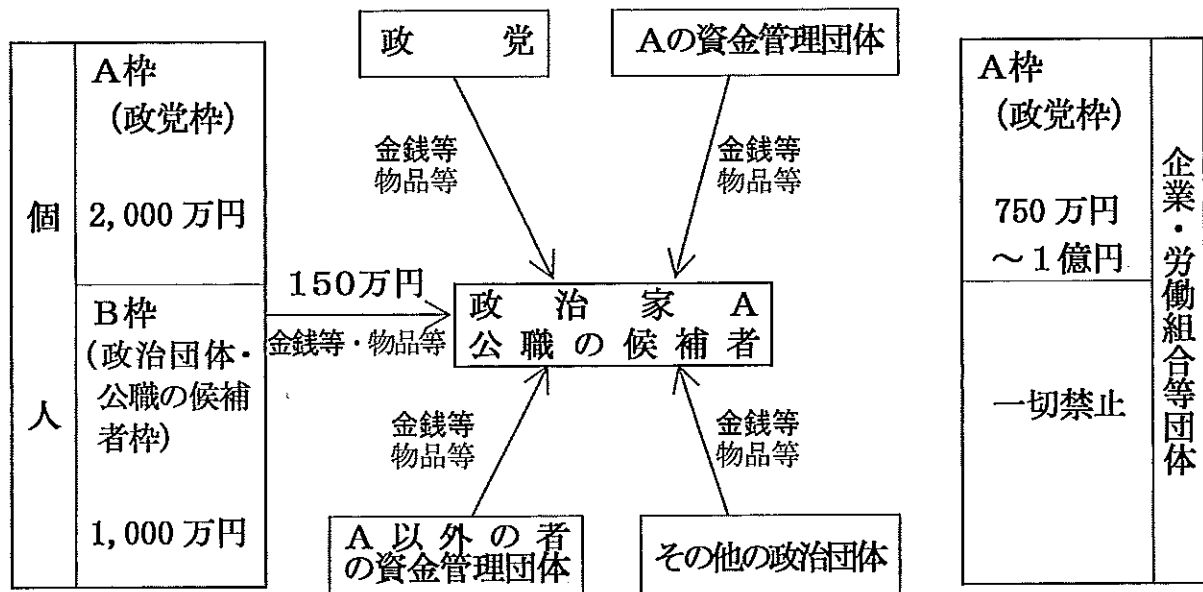 個人
A枠
(政党枠)
2,000万円
B枠
(政治団体・
公職の候補
者枠)
1,000万円
政党
Aの資金管理団体
金銭等
物品等
金銭等
物品等
150万円
金銭等・物品等
政治家A
公職の候補者
金銭等
物品等
金銭等
物品等
A以外の者
の資金管理団体
その他の政治団体
A枠
(政党枠)
750万円
～1億円
一切禁止
企業・労働組合等団体